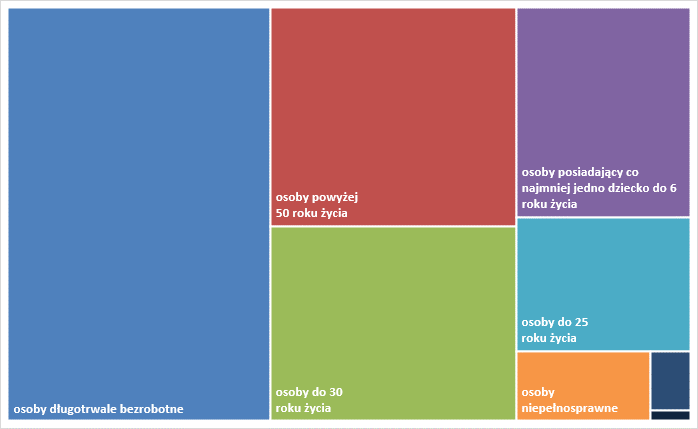 osoby długotrwale bezrobotne
osoby powyżej
50 roku życia
osoby do 30
roku życia
osoby posiadający co
najmniej jedno dziecko do 6
roku życia
osoby do 25
roku życia
osoby
niepełnosprawne